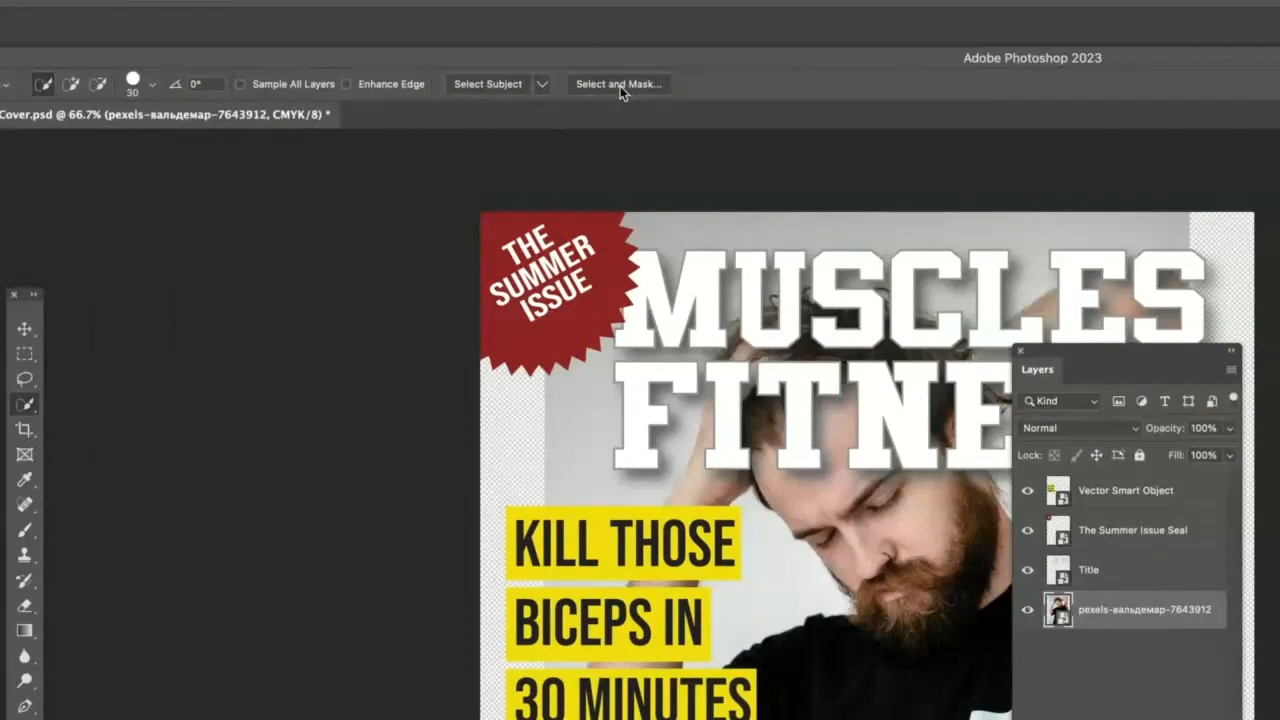 Adobe Photoshop 2023
30
0°
Sample All Layers
Enhance Edge
Select Subject
Select and Mask...
Cover.psd @ 66.7% (pexels-вальдемар-7643912, CMYK/8) *
THE
SUMMER
ISSUE
MUSCLES
FITNE
KILL THOSE
BICEPS IN
30 MINUTES
Layers
Kind
Normal
Opacity: 100%
Lock:
Fill: 100%
Vector Smart Object
The Summer Issue Seal
Title
pexels-вальдемар-7643912